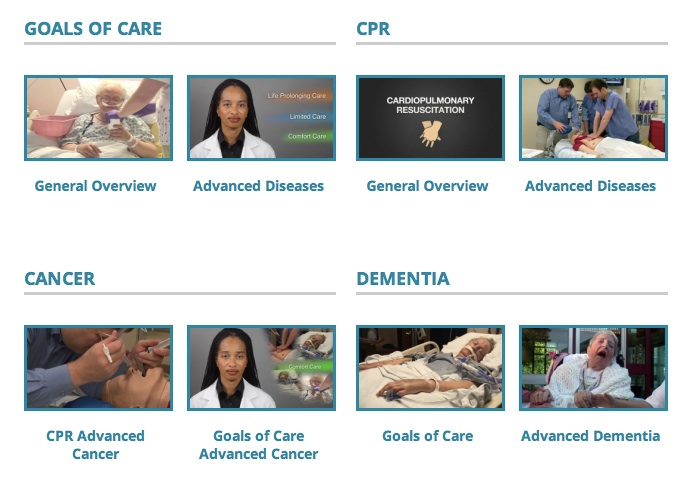 GOALS OF CARE
CPR
Life Prolonging Care
Limited Care
Comfort Care
CARDIOPULMONARY
RESUSCITATION
General Overview
Advanced Diseases
General Overview
Advanced Diseases
CANCER
DEMENTIA
Comfort Care
CPR Advanced
Cancer
Goals of Care
Advanced Cancer
Goals of Care
Advanced Dementia